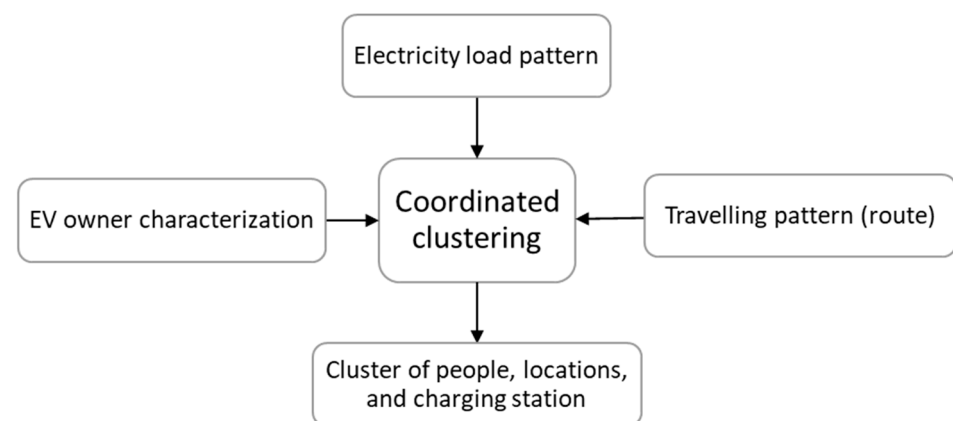 Electricity load pattern
EV owner characterization
Coordinated
clustering
Travelling pattern (route)
Cluster of people, locations,
and charging station